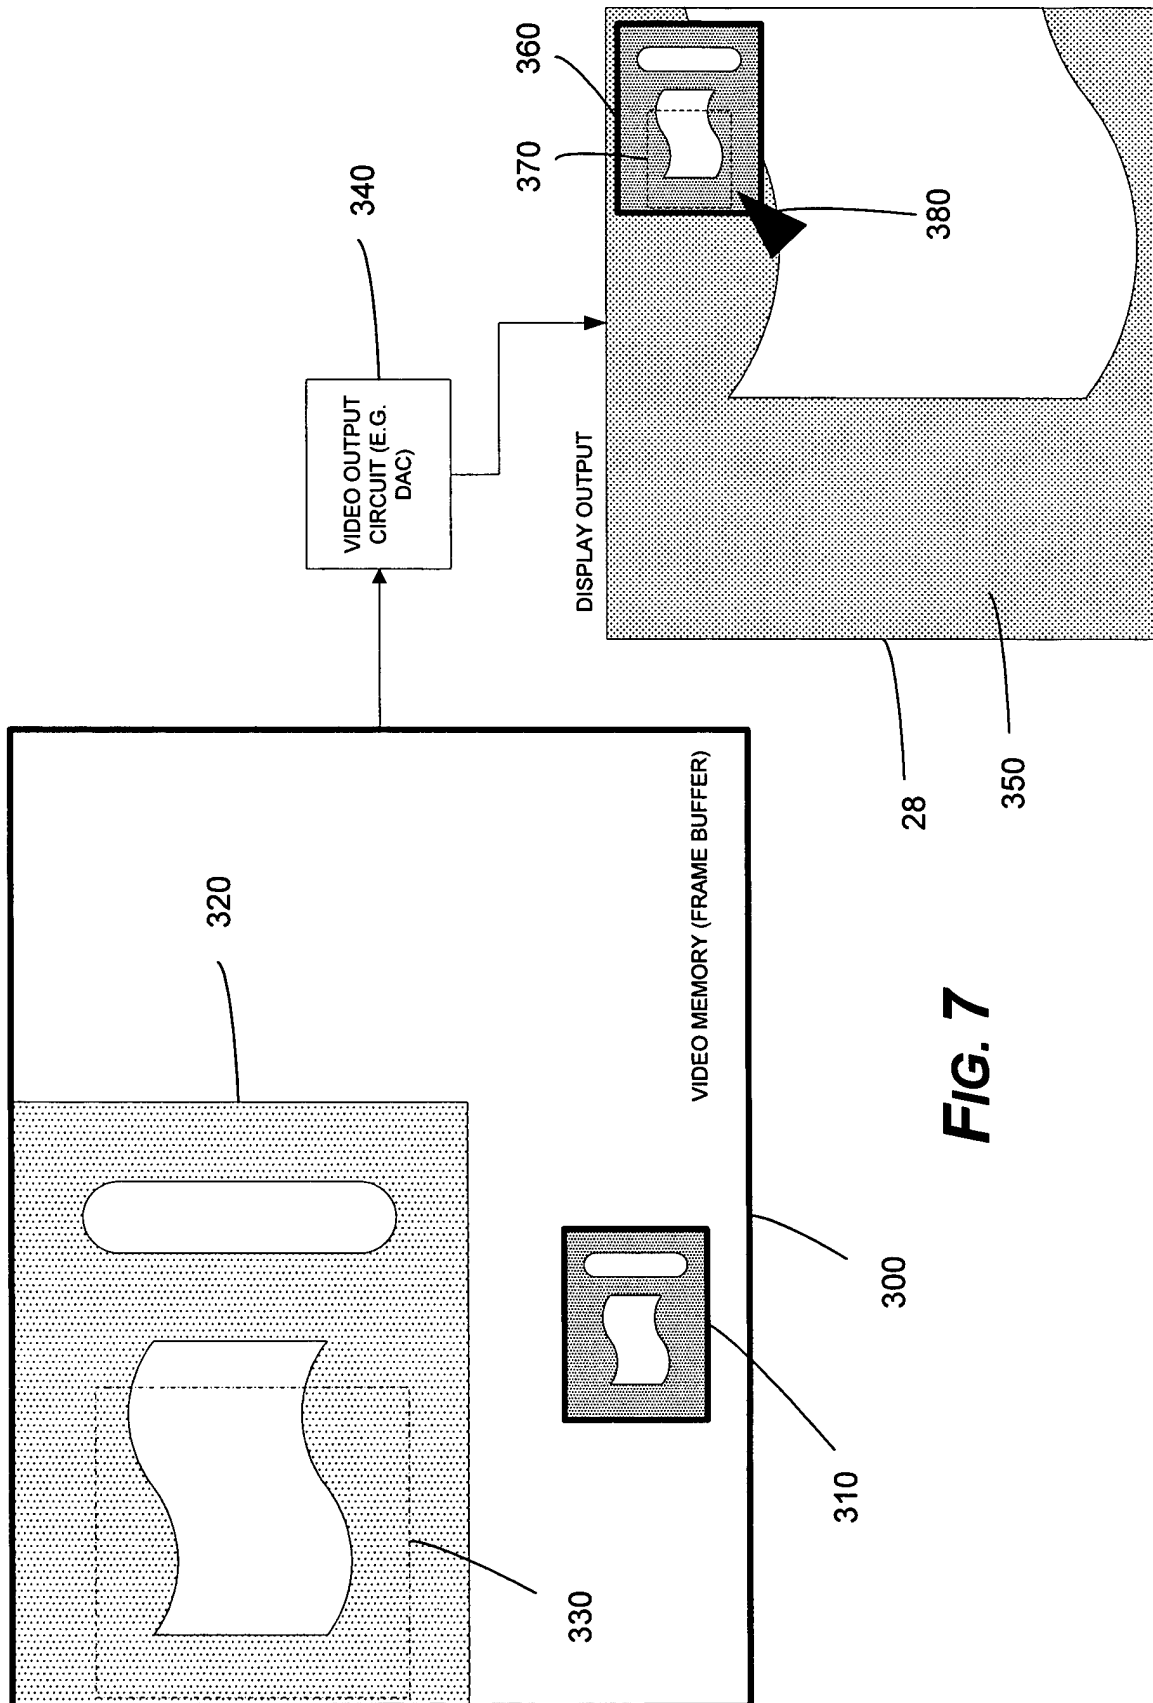 320
340
VIDEO OUTPUT
CIRCUIT (E.G.
DAC)
370
360
330
DISPLAY OUTPUT
VIDEO MEMORY (FRAME BUFFER)
310
300
28
380
FIG. 7
350